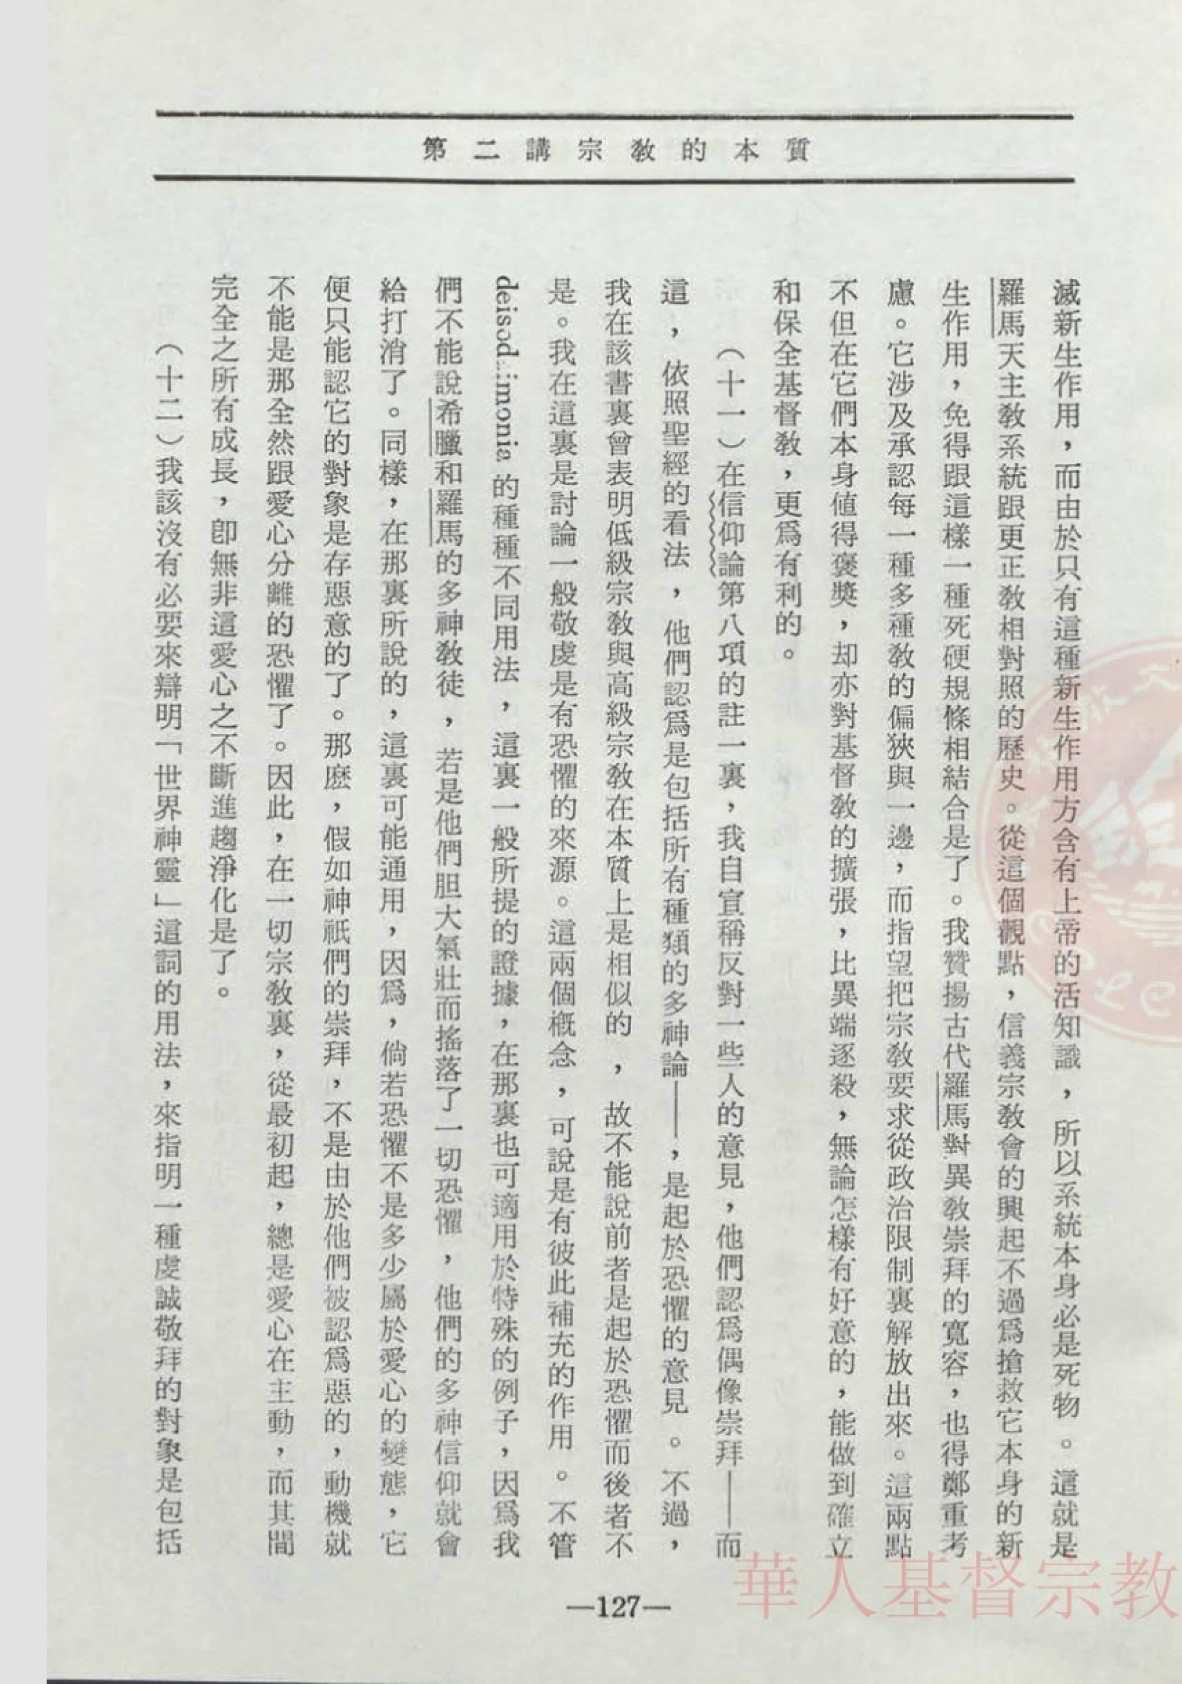 第二講宗教的本質
滅新生作用，而由於只有這種新生作用方含有上帝的活知識，所以系統本身必是死物。這就是
羅馬天主教系統跟更正教相對照的歷史。從這個觀點，信義宗教會的興起不過爲搶救它本身的新
生作用，免得跟這樣一種死硬規條相結合是了。我贊揚古代羅馬對異教崇拜的寬容，也得鄭重考
慮。它涉及承認每一種多種教的偏狹與一邊，而指望把宗教要求從政治限制裏解放出來。這兩點
不但在它們本身値得褒獎，却亦對基督教的擴張，比異端逐殺，無論怎樣有好意的，能做到確立
和保全基督教，更爲有利的。
（十一）在信仰論第八項的註一裏，我自宣稱反對一些人的意見，他們認爲偶像崇拜——而
這，依照聖經的看法，他們認爲是包括所有種類的多神論——，是起於恐懼的意見。不過，
我在該書裏曾表明低級宗教與高級宗教在本質上是相似的，故不能說前者是起於恐懼而後者不
是。我在這裏是討論一般敬虔是有恐懼的來源。這兩個槪念，可說是有彼此補充的作用。不管
的種種不同用法，這裏一般所提的證據，在那裏也可適用於特殊的例子，因爲我
們不能說希臘和羅馬的多神教徒，若是他們胆大氣壯而搖落了一切恐懼，他們的多神信仰就會
給打消了。同樣，在那裏所說的，這裏可能通用，因爲，倘若恐懼不是多少屬於愛心的變態，它
便只能認它的對象是存惡意的了。那麽，假如神祇們的崇拜，不是由於他們被認爲惡的，動機就
不能是那全然跟愛心分離的恐懼了。因此，在一切宗教裏，從最初起，總是愛心在主動，而其間
完全之所有成長，卽無非這愛心之不斷進趨淨化是了。
（十二）我該沒有必要來辯明「世界神靈」這詞的用法，來指明一種虔誠敬拜的對象是包括
—127—
華人基督宗教